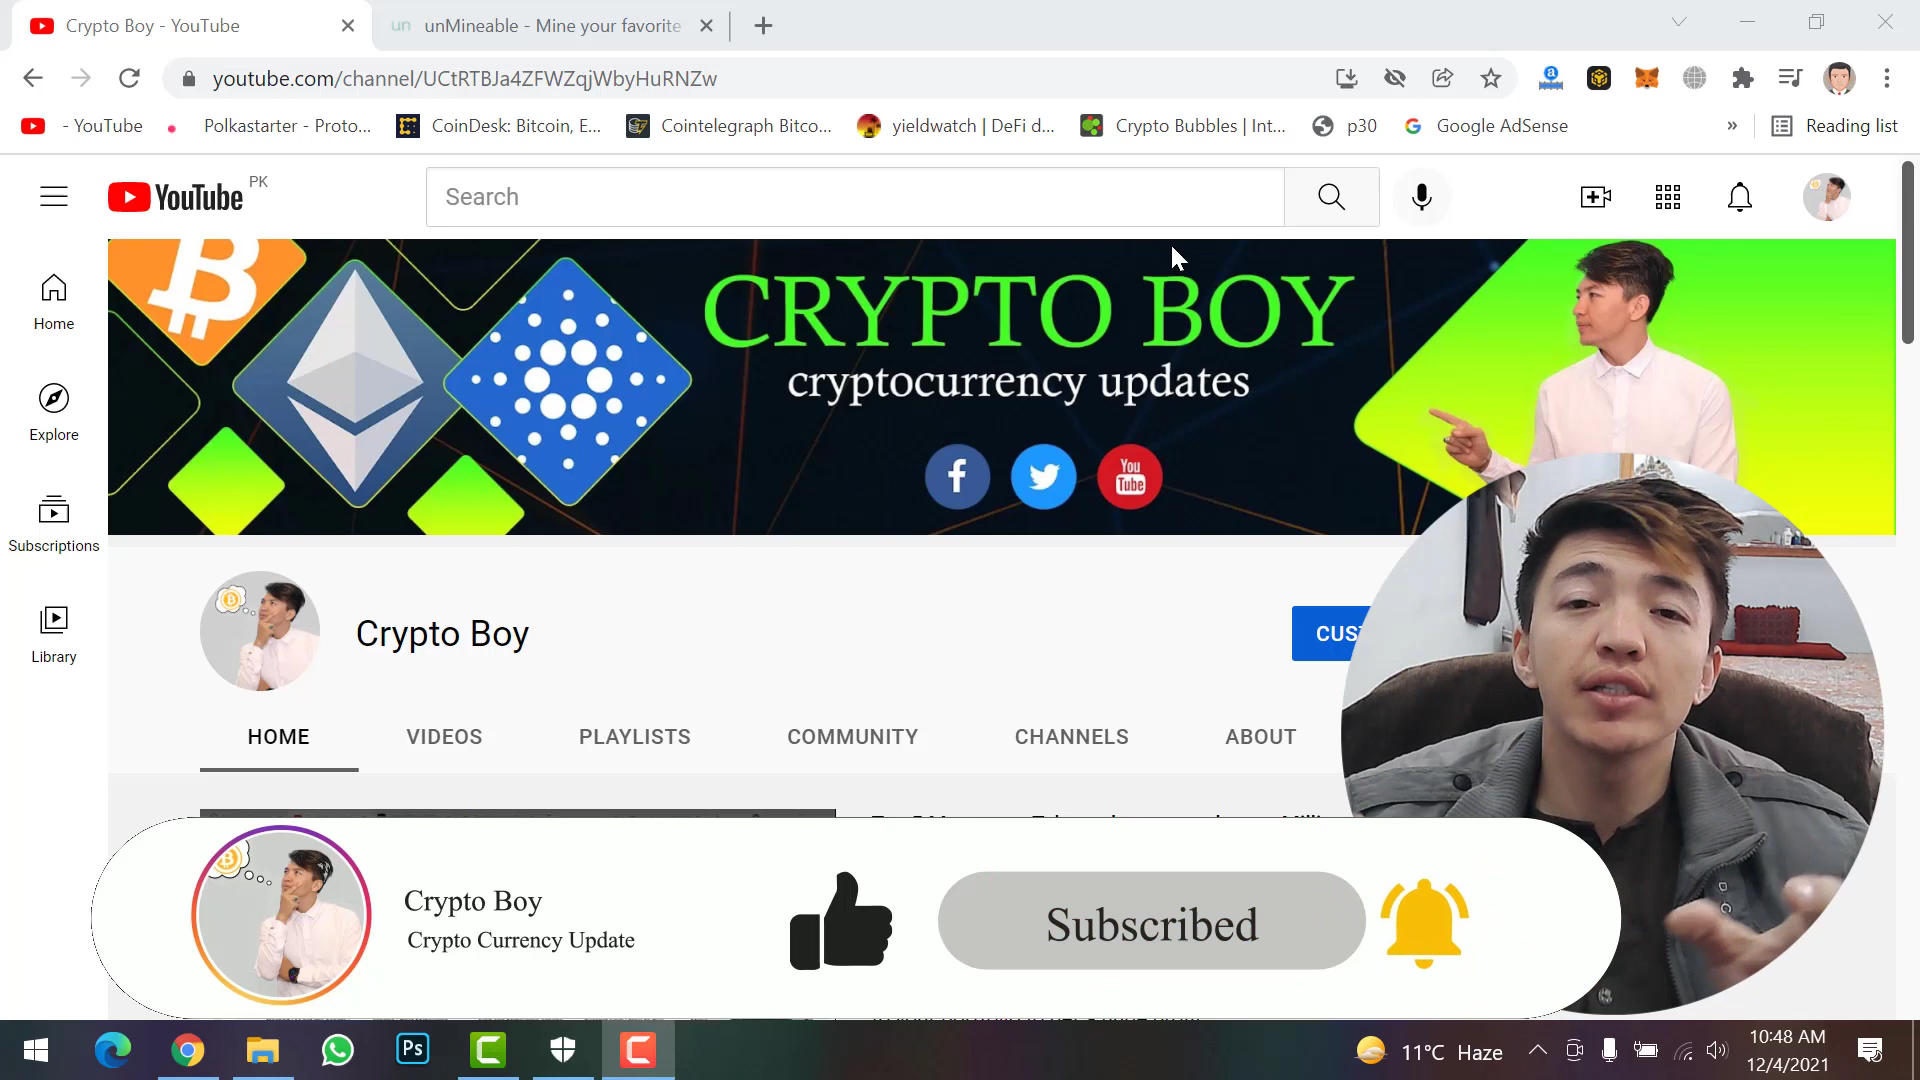 Crypto Boy - YouTube
unMineable - Mine your favorite
youtube.com/channel/UCtRTBJa4ZFWZqjWbyHuRNZw
- YouTube
Polkastarter - Proto...
CoinDesk: Bitcoin, E...
Cointelegraph Bitco...
yieldwatch | DeFi d...
Crypto Bubbles | Int...
p30
Google AdSense
»
Reading list
YouTube PK
Search
Home
Explore
Subscriptions
Library
CRYPTO BOY
cryptocurrency updates
You
Tube
Crypto Boy
CUST
HOME
VIDEOS
PLAYLISTS
COMMUNITY
CHANNELS
ABOUT
Crypto Boy
Crypto Currency Update
Subscribed
Ps
11°C Haze
10:48 AM
12/4/2021